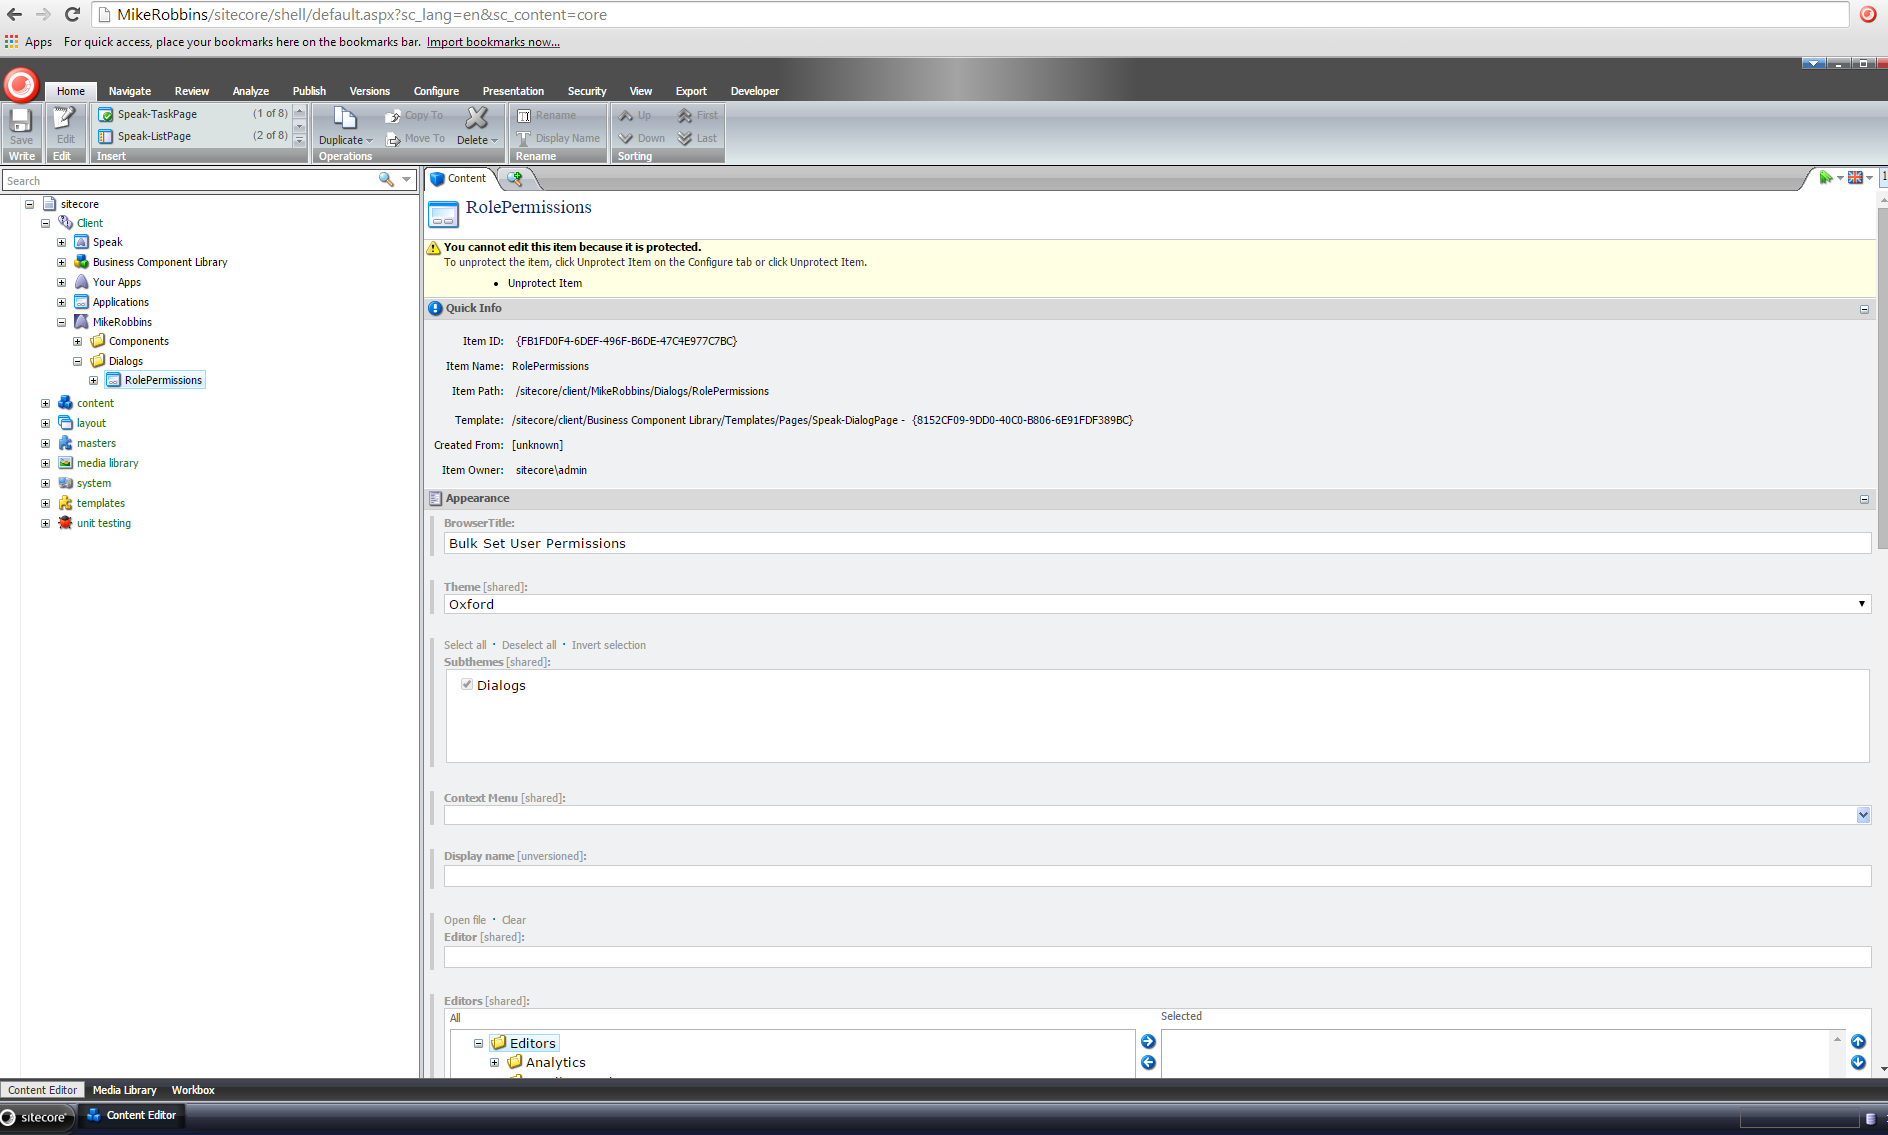 MikeRobbins/sitecore/shell/default.aspx?sc_lang=en&sc_content=core
Apps For quick access, place your bookmarks here on the bookmarks bar. Import bookmarks now...
Home Navigate Review Analyze Publish Versions Configure Presentation Security View Export Developer
Speak-TaskPage (1 of 8)
Speak-ListPage (2 of 8)
Save
Edit
Duplicate
Copy To
Move To
Delete
Rename
Display Name
Up
Down
First
Last
Write Edit Insert Operations Rename Sorting
Search
sitecore
Client
Speak
Business Component Library
Your Apps
Applications
MikeRobbins
Components
Dialogs
RolePermissions
content
layout
masters
media library
system
templates
unit testing
Content
1
RolePermissions
You cannot edit this item because it is protected.
To unprotect the item, click Unprotect Item on the Configure tab or click Unprotect Item.
• Unprotect Item
Quick Info
Item ID: {FB1FD0F4-6DEF-496F-B6DE-47C4E977C7BC}
Item Name: RolePermissions
Item Path: /sitecore/client/MikeRobbins/Dialogs/RolePermissions
Template: /sitecore/client/Business Component Library/Templates/Pages/Speak-DialogPage - {8152CF09-9DD0-40C0-B806-6E91FDF389BC}
Created From: [unknown]
Item Owner: sitecore\admin
Appearance
BrowserTitle:
Bulk Set User Permissions
Theme [shared]:
Oxford
Select all · Deselect all · Invert selection
Subthemes [shared]:
Dialogs
Context Menu [shared]:
Display name [unversioned]:
Open file · Clear
Editor [shared]:
Editors [shared]:
All
Selected
Editors
Analytics
Content Editor Media Library Workbox
sitecore Content Editor